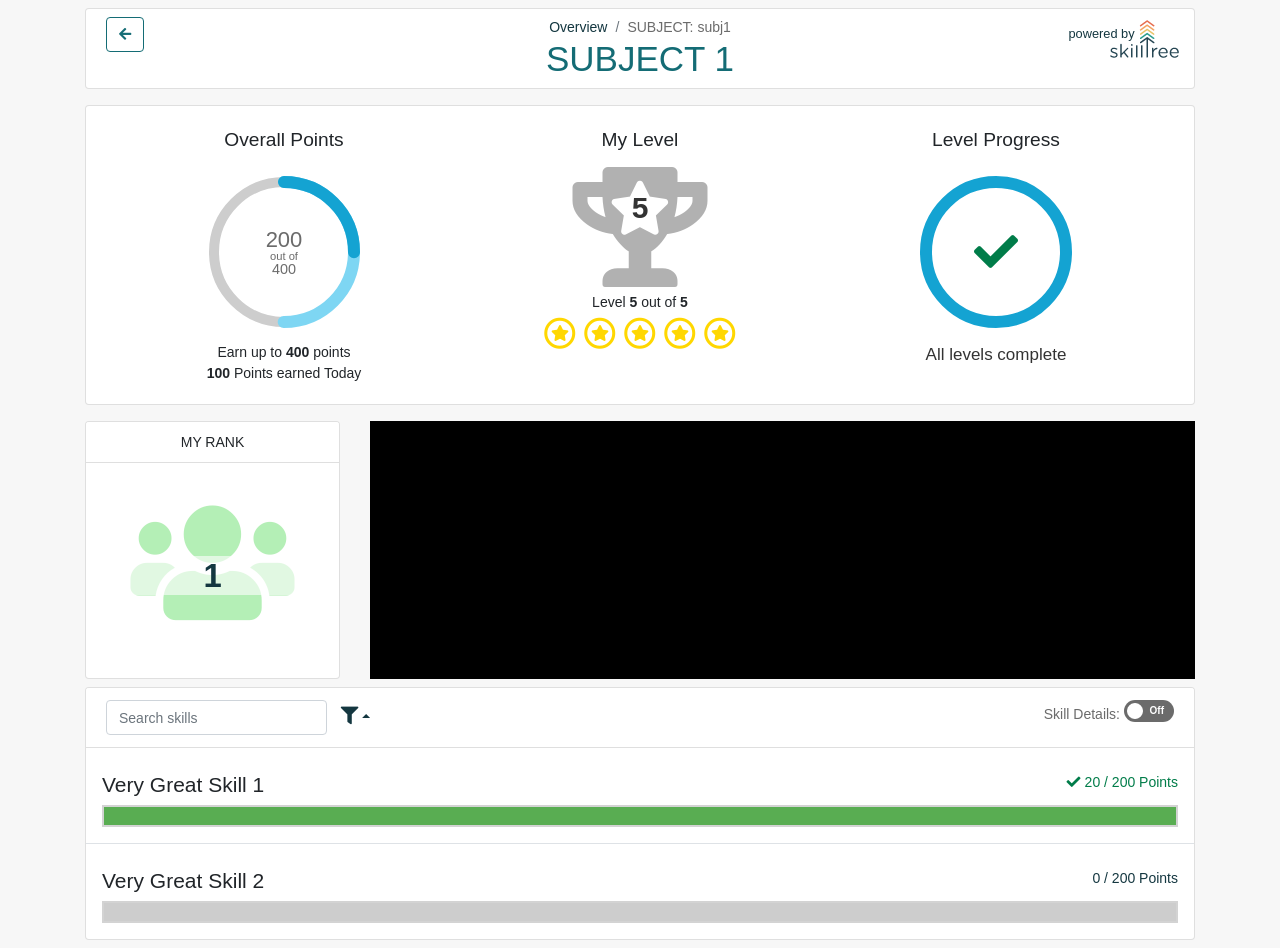 Overview / SUBJECT: subj1
SUBJECT 1
powered by
skilltree
Overall Points
200
out of
400
Earn up to 400 points
100 Points earned Today
My Level
5
Level 5 out of 5
Level Progress
All levels complete
MY RANK
1
Search skills
Skill Details: Off
Very Great Skill 1
20 / 200 Points
Very Great Skill 2
0 / 200 Points